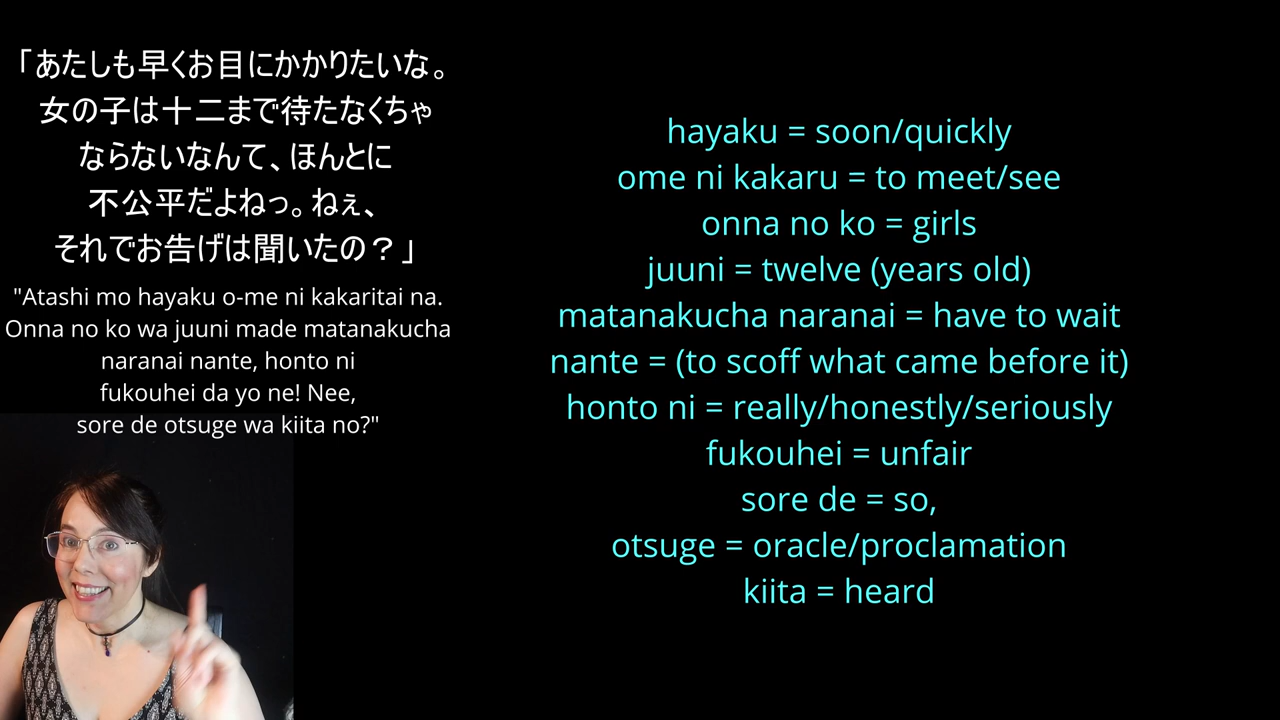 「あたしも早くお目にかかりたいな。
女の子は十二まで待たなくちゃ
ならないなんて、ほんとに
不公平だよねっ。ねぇ、
それでお告げは聞いたの？」
"Atashi mo hayaku o-me ni kakaritai na.
Onna no ko wa juuni made matanakucha
naranai nante, honto ni
fukouhei da yo ne! Nee,
sore de otsuge wa kiita no?"
hayaku = soon/quickly
ome ni kakaru = to meet/see
onna no ko = girls
juuni = twelve (years old)
matanakucha naranai = have to wait
nante = (to scoff what came before it)
honto ni = really/honestly/seriously
fukouhei = unfair
sore de = so,
otsuge = oracle/proclamation
kiita = heard